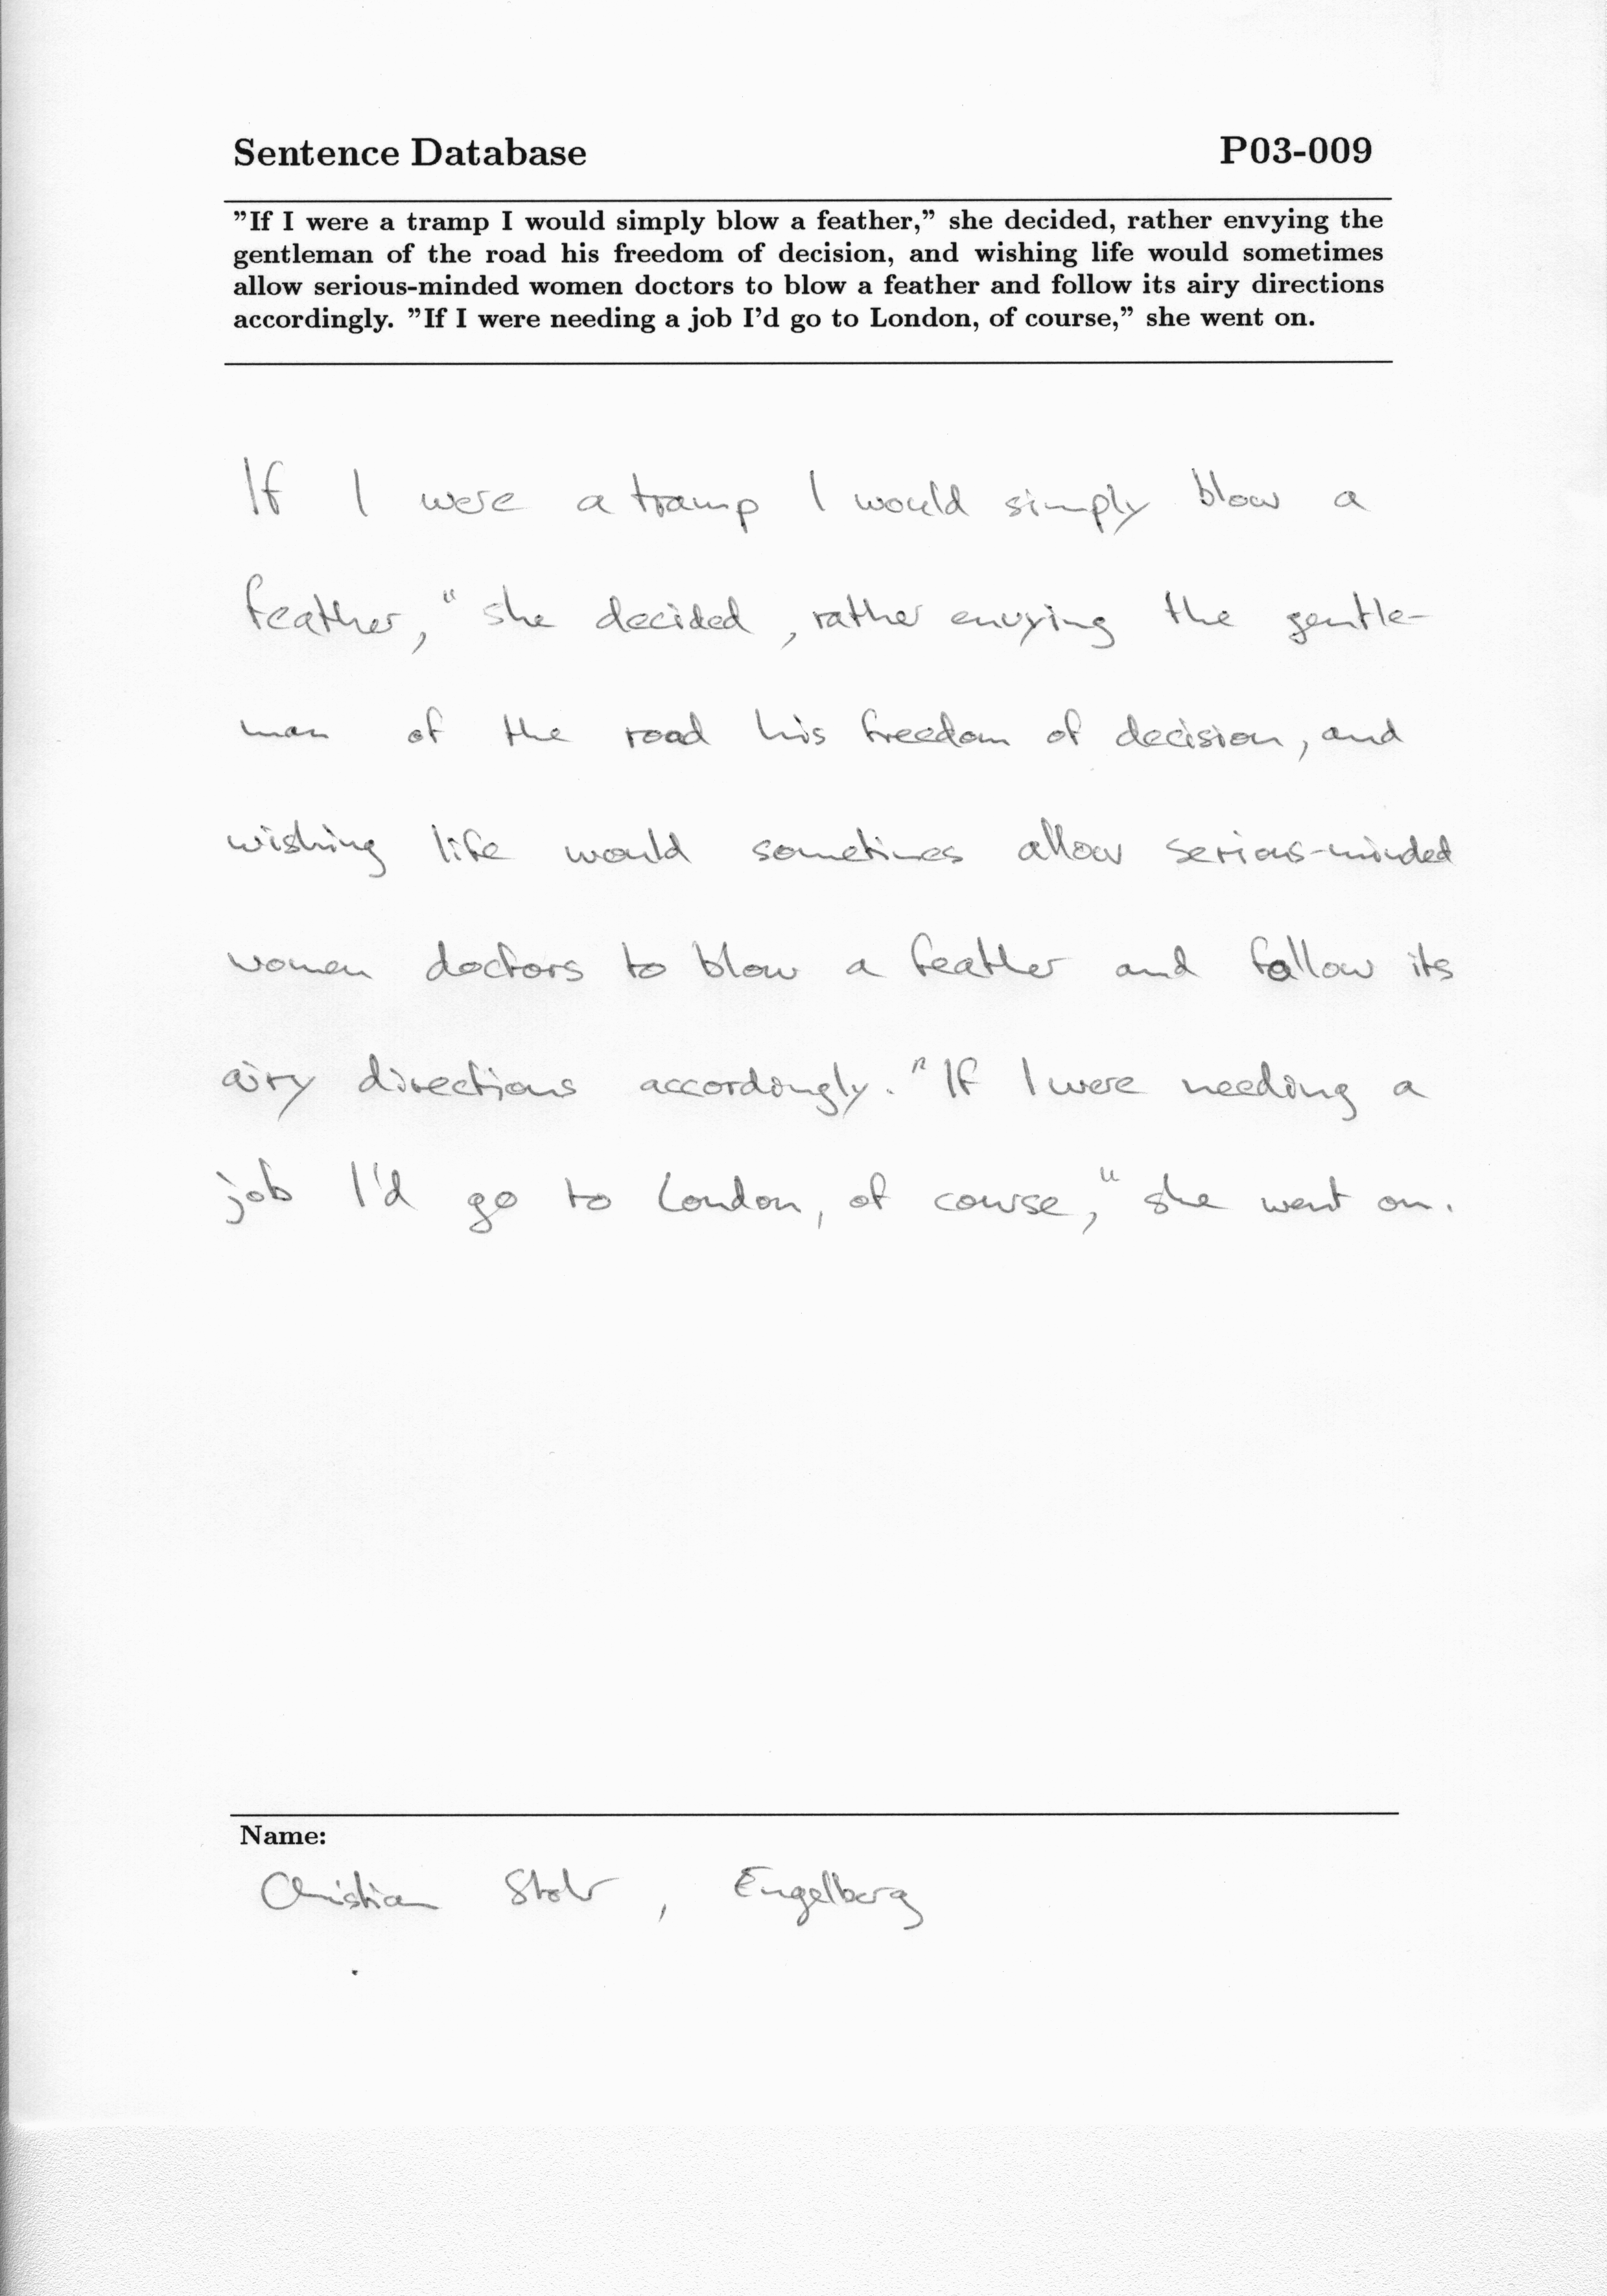 Sentence Database P03-009
"If I were a tramp I would simply blow a feather," she decided, rather envying the
gentleman of the road his freedom of decision, and wishing life would sometimes
allow serious-minded women doctors to blow a feather and follow its airy directions
accordingly. "If I were needing a job I'd go to London, of course," she went on.
If I were a tramp I would simply blow a
feather," she decided, rather envying the gentle-
man of the road his freedom of decision, and
wishing life would sometimes allow serious-minded
women doctors to blow a feather and follow its
airy directions accordingly. "If I were needing a
job I'd go to London, of course," she went on.
Name:
Christian , Engelberg